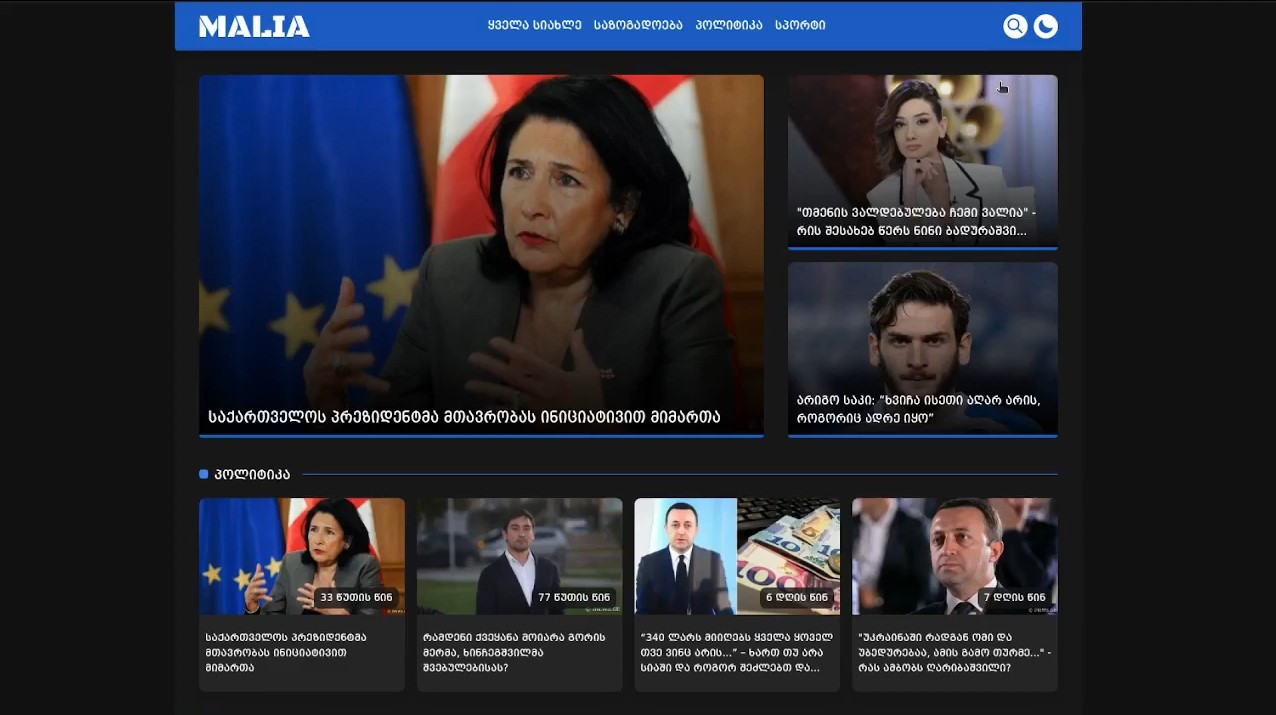 MALIA
ყველა სიახლე საზოგადოება პოლიტიკა სპორტი
საქართველოს პრეზიდენტმა მთავრობას ინიციატივით მიმართა
"თმენის ვალდებულება ჩემი ვალია" -
რის შესახებ წერს ნინი ბადურაშვი...
არიგო საკი: “ხვიჩა ისეთი აღარ არის,
როგორიც ადრე იყო”
პოლიტიკა
33 წუთის წინ
საქართველოს პრეზიდენტმა
მთავრობას ინიციატივით
მიმართა
77 წუთის წინ
რამდენი ქვეყანა მოიარა გორის
მერმა, ხინჩეგშვილმა
შვებულებისას?
6 დღის წინ
“340 ლარს მიიღებს ყველა ყოველ
თვე ვინც არის...” – ხართ თუ არა
სიაში და როგორ შეძლებთ და...
7 დღის წინ
"უკრაინაში რადგან ომი და
უბედურებაა, ამის გამო თურმე..." -
რას ამბობს ღარიბაშვილი?